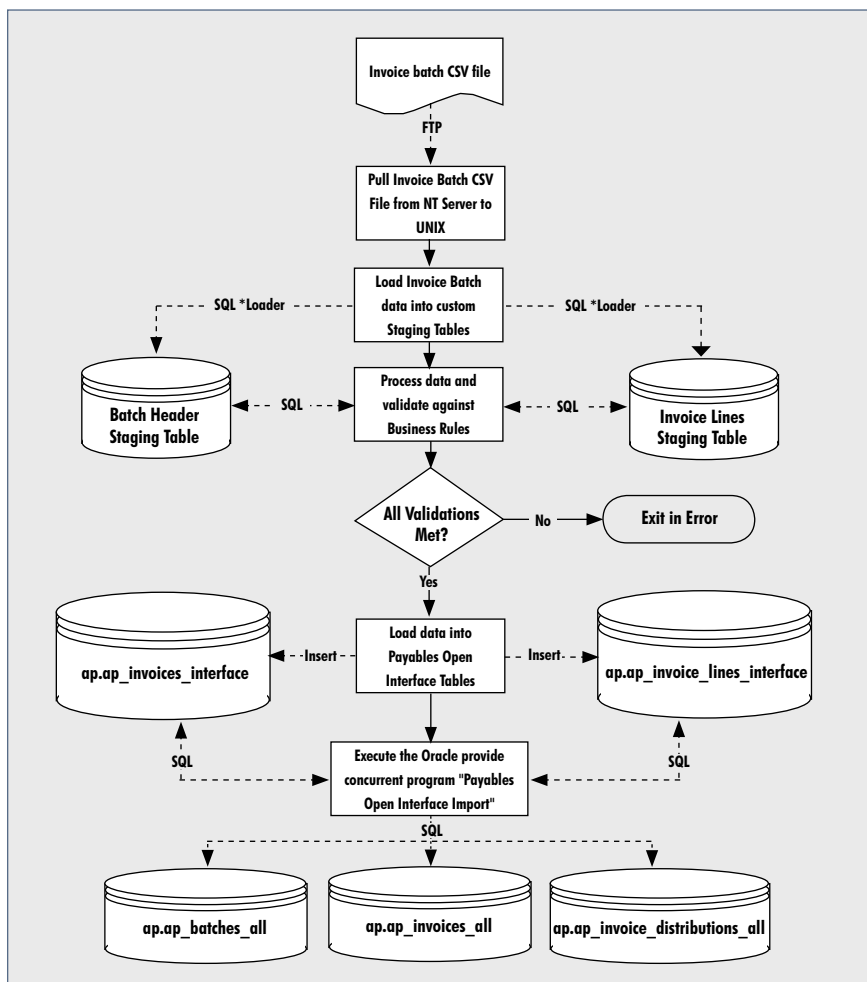 Invoice batch CSV file
FTP
Pull Invoice Batch CSV
File from NT Server to
UNIX
Load Invoice Batch
data into custom
Staging Tables
SQL *Loader
SQL *Loader
Batch Header
Staging Table
SQL
Process data and
validate against
Business Rules
SQL
Invoice Lines
Staging Table
All Validations
Met?
No
Exit in Error
Yes
ap.ap_invoices_interface
Insert
Load data into
Payables Open
Interface Tables
Insert
ap.ap_invoice_lines_interface
SQL
Execute the Oracle provide
concurrent program "Payables
Open Interface Import"
SQL
SQL
ap.ap_batches_all
ap.ap_invoices_all
ap.ap_invoice_distributions_all